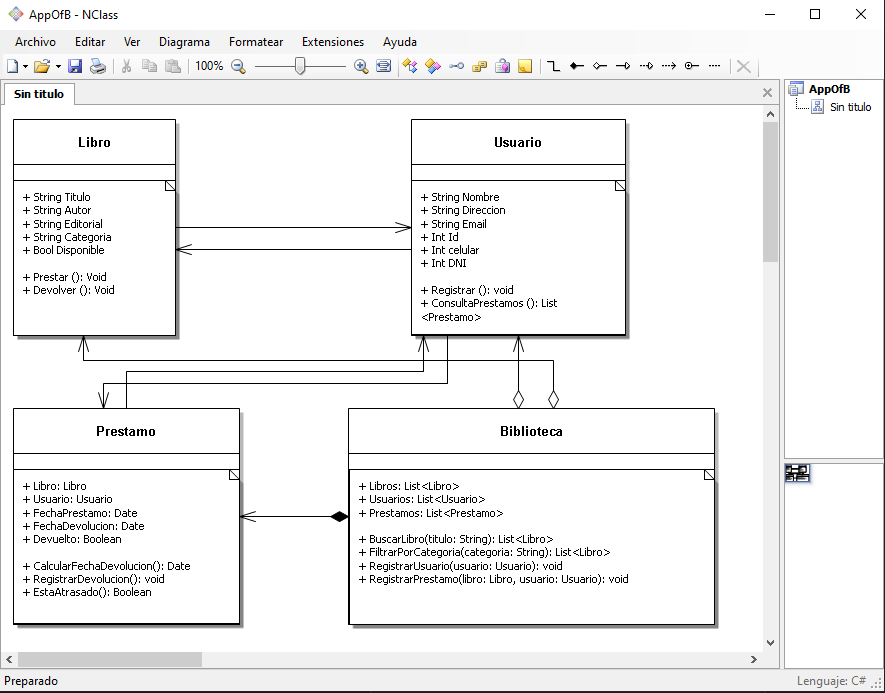 AppOfB - NClass
Archivo Editar Ver Diagrama Formatear Extensiones Ayuda
100%
Sin titulo
AppOfB
Sin titulo
Libro
+ String Titulo
+ String Autor
+ String Editorial
+ String Categoria
+ Bool Disponible
+ Prestar (): Void
+ Devolver (): Void
Usuario
+ String Nombre
+ String Direccion
+ String Email
+ Int Id
+ Int celular
+ Int DNI
+ Registrar (): void
+ ConsultaPrestamos (): List
<Prestamo>
Prestamo
+ Libro: Libro
+ Usuario: Usuario
+ FechaPrestamo: Date
+ FechaDevolucion: Date
+ Devuelto: Boolean
+ CalcularFechaDevolucion(): Date
+ RegistrarDevolucion(): void
+ EstaAtrasado(): Boolean
Biblioteca
+ Libros: List<Libro>
+ Usuarios: List<Usuario>
+ Prestamos: List<Prestamo>
+ BuscarLibro(titulo: String): List<Libro>
+ FiltrarPorCategoria(categoria: String): List<Libro>
+ RegistrarUsuario(usuario: Usuario): void
+ RegistrarPrestamo(libro: Libro, usuario: Usuario): void
Preparado
Lenguaje: C#